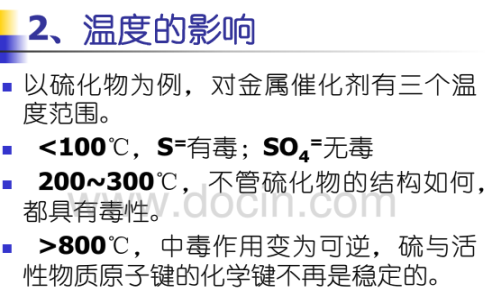 2、温度的影响
以硫化物为例，对金属催化剂有三个温
度范围。
<100℃，S⁼有毒；SO₄⁼无毒
200~300℃，不管硫化物的结构如何，
都具有毒性。
www.docin.com
>800℃，中毒作用变为可逆，硫与活
性物质原子键的化学键不再是稳定的。